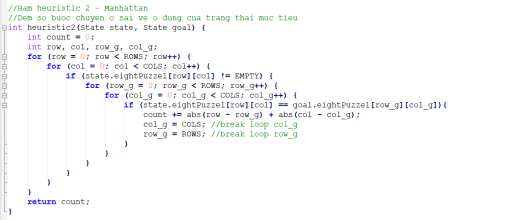 //Ham heuristic 2 - Manhattan
//Dem so buoc chuyen o sai ve o dung cua trang thai muc tieu
int heuristic2(State state, State goal) {
int count = 0;
int row, col, row_g, col_g;
for (row = 0; row < ROWS; row++) {
for (col = 0; col < COLS; col++) {
if (state.eightPuzzel[row][col] != EMPTY) {
for (row_g = 0; row_g < ROWS; row_g++) {
for (col_g = 0; col_g < COLS; col_g++) {
if (state.eightPuzzel[row][col] == goal.eightPuzzel[row_g][col_g]){
count += abs(row - row_g) + abs(col - col_g);
col_g = COLS; //break loop col_g
row_g = ROWS; //break loop row_g
}
}
}
}
}
}
return count;
}